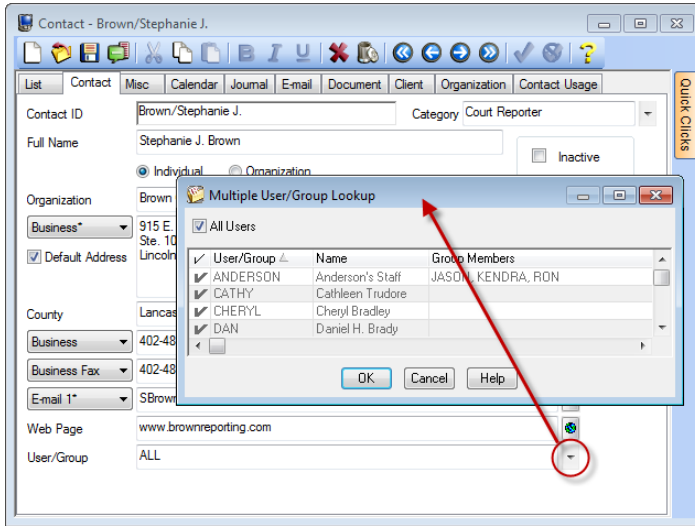 Contact - Brown/Stephanie J.
B I U
List Contact Misc Calendar Journal E-mail Document Client Organization Contact Usage
Quick Clicks
Contact ID Brown/Stephanie J. Category Court Reporter
Full Name Stephanie J. Brown
Inactive
Individual Organization
Organization Brown
Multiple User/Group Lookup
Business* 915 E.
Ste. 10
All Users
Default Address Lincoln
User/Group Name Group Members
ANDERSON Anderson's Staff JASON, KENDRA, RON
CATHY Cathleen Trudore
CHERYL Cheryl Bradley
DAN Daniel H. Brady
County Lancas
Business 402-48
Business Fax 402-48
OK Cancel Help
E-mail 1* SBrown
Web Page www.brownreporting.com
User/Group ALL